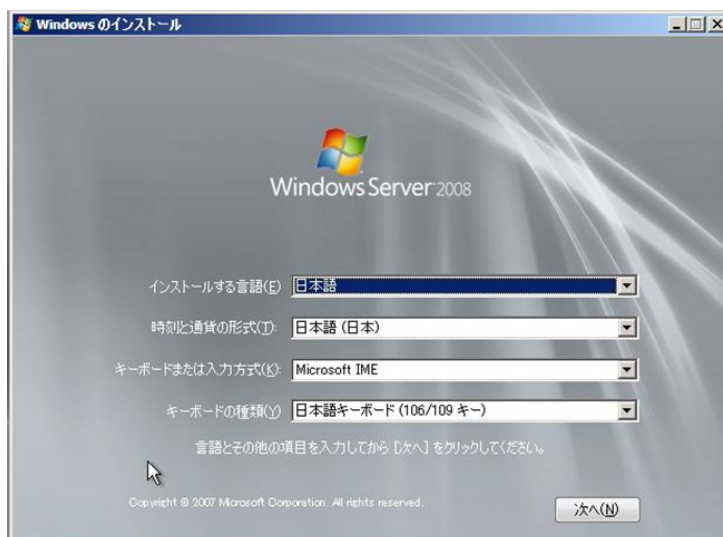 Windows のインストール
Windows Server 2008
インストールする言語(E) 日本語
時刻と通貨の形式(T): 日本語 (日本)
キーボードまたは入力方式(K): Microsoft IME
キーボードの種類(Y) 日本語キーボード (106/109 キー)
言語とその他の項目を入力してから [次へ] をクリックしてください。
Copyright © 2007 Microsoft Corporation. All rights reserved.
次へ(N)